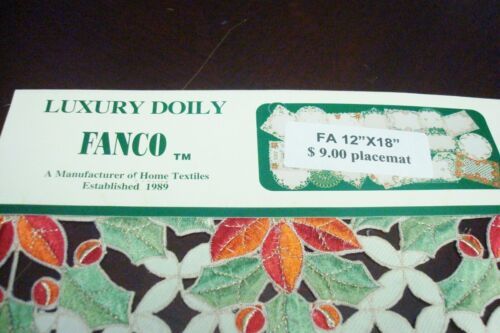 LUXURY DOILY
FANCO TM
A Manufacturer of Home Textiles
Established 1989
FA 12"X18"
$ 9.00 placemat